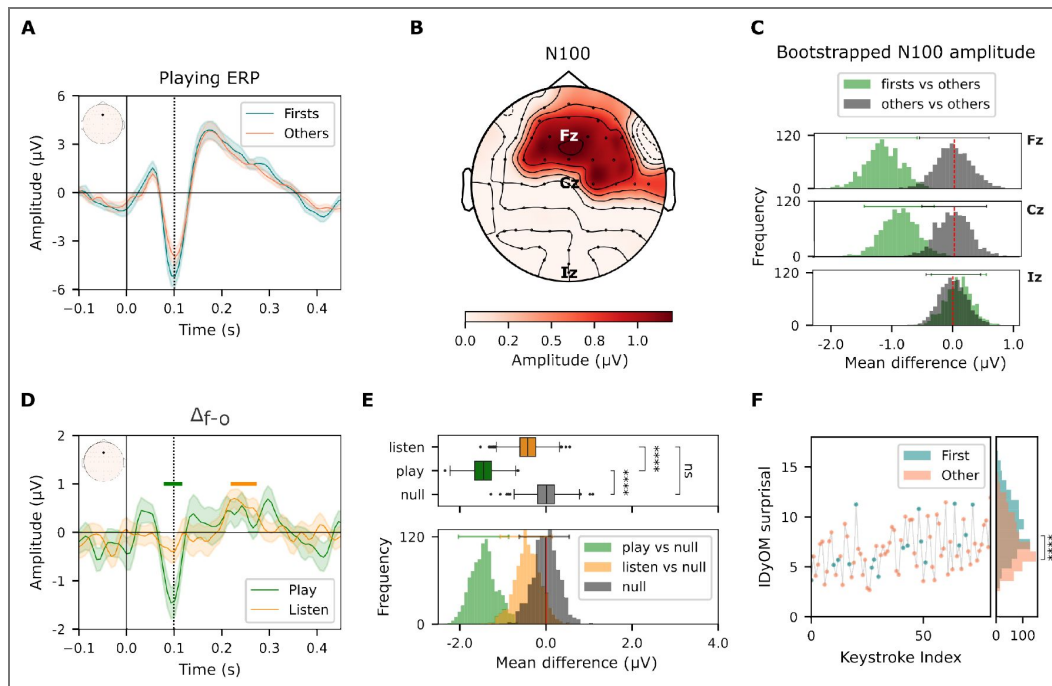 A
Playing ERP
Firsts
Others
6
3
0
−3
−6
Amplitude (µV)
−0.1 0.0 0.1 0.2 0.3 0.4
Time (s)
B
N100
Fz
Cz
Iz
0.0 0.2 0.5 0.8 1.0
Amplitude (µV)
C
Bootstrapped N100 amplitude
firsts vs others
others vs others
120
0
Fz
120
0
Cz
120
0
Iz
Frequency
-2.0 -1.0 0.0 1.0
Mean difference (µV)
D
Δf-o
2
1
0
−1
−2
Amplitude (µV)
Play
Listen
−0.1 0.0 0.1 0.2 0.3 0.4
Time (s)
E
listen
play
null
****
****
ns
120
0
Frequency
play vs null
listen vs null
null
-2.0 0.0 2.0 4.0
Mean difference (µV)
F
First
Other
15
10
5
0
IDyDM surprisal
****
0 50 0 100
Keystroke Index